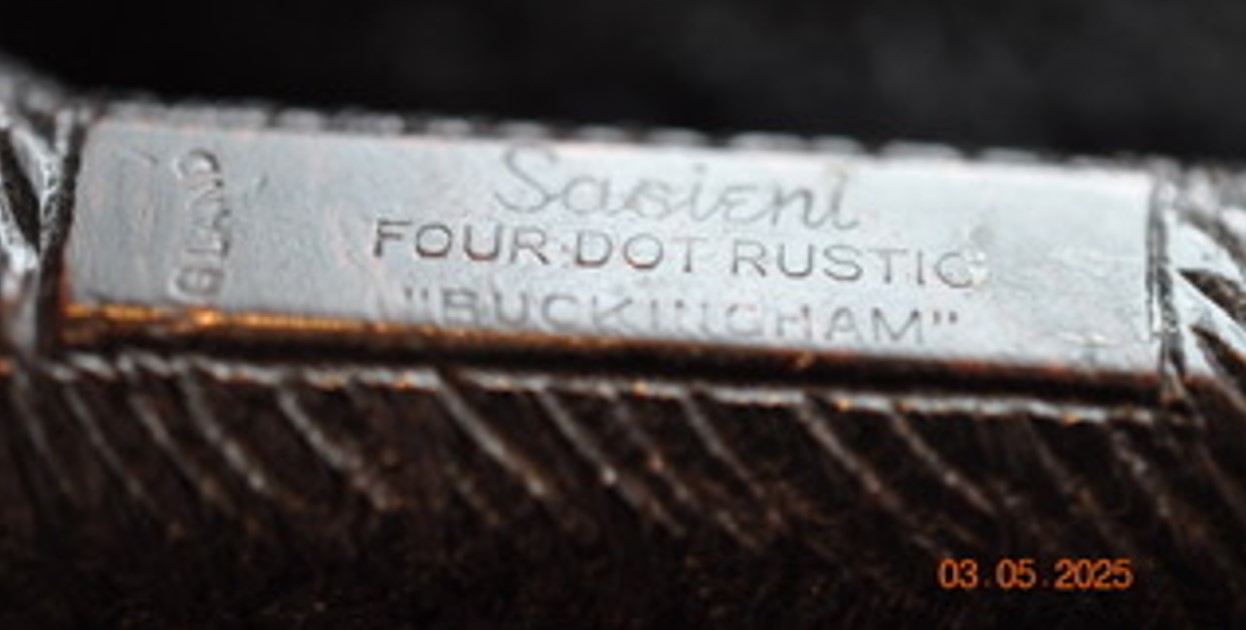 Sasieni
FOUR·DOT RUSTIC
"BUCKINGHAM"
03.05.2025